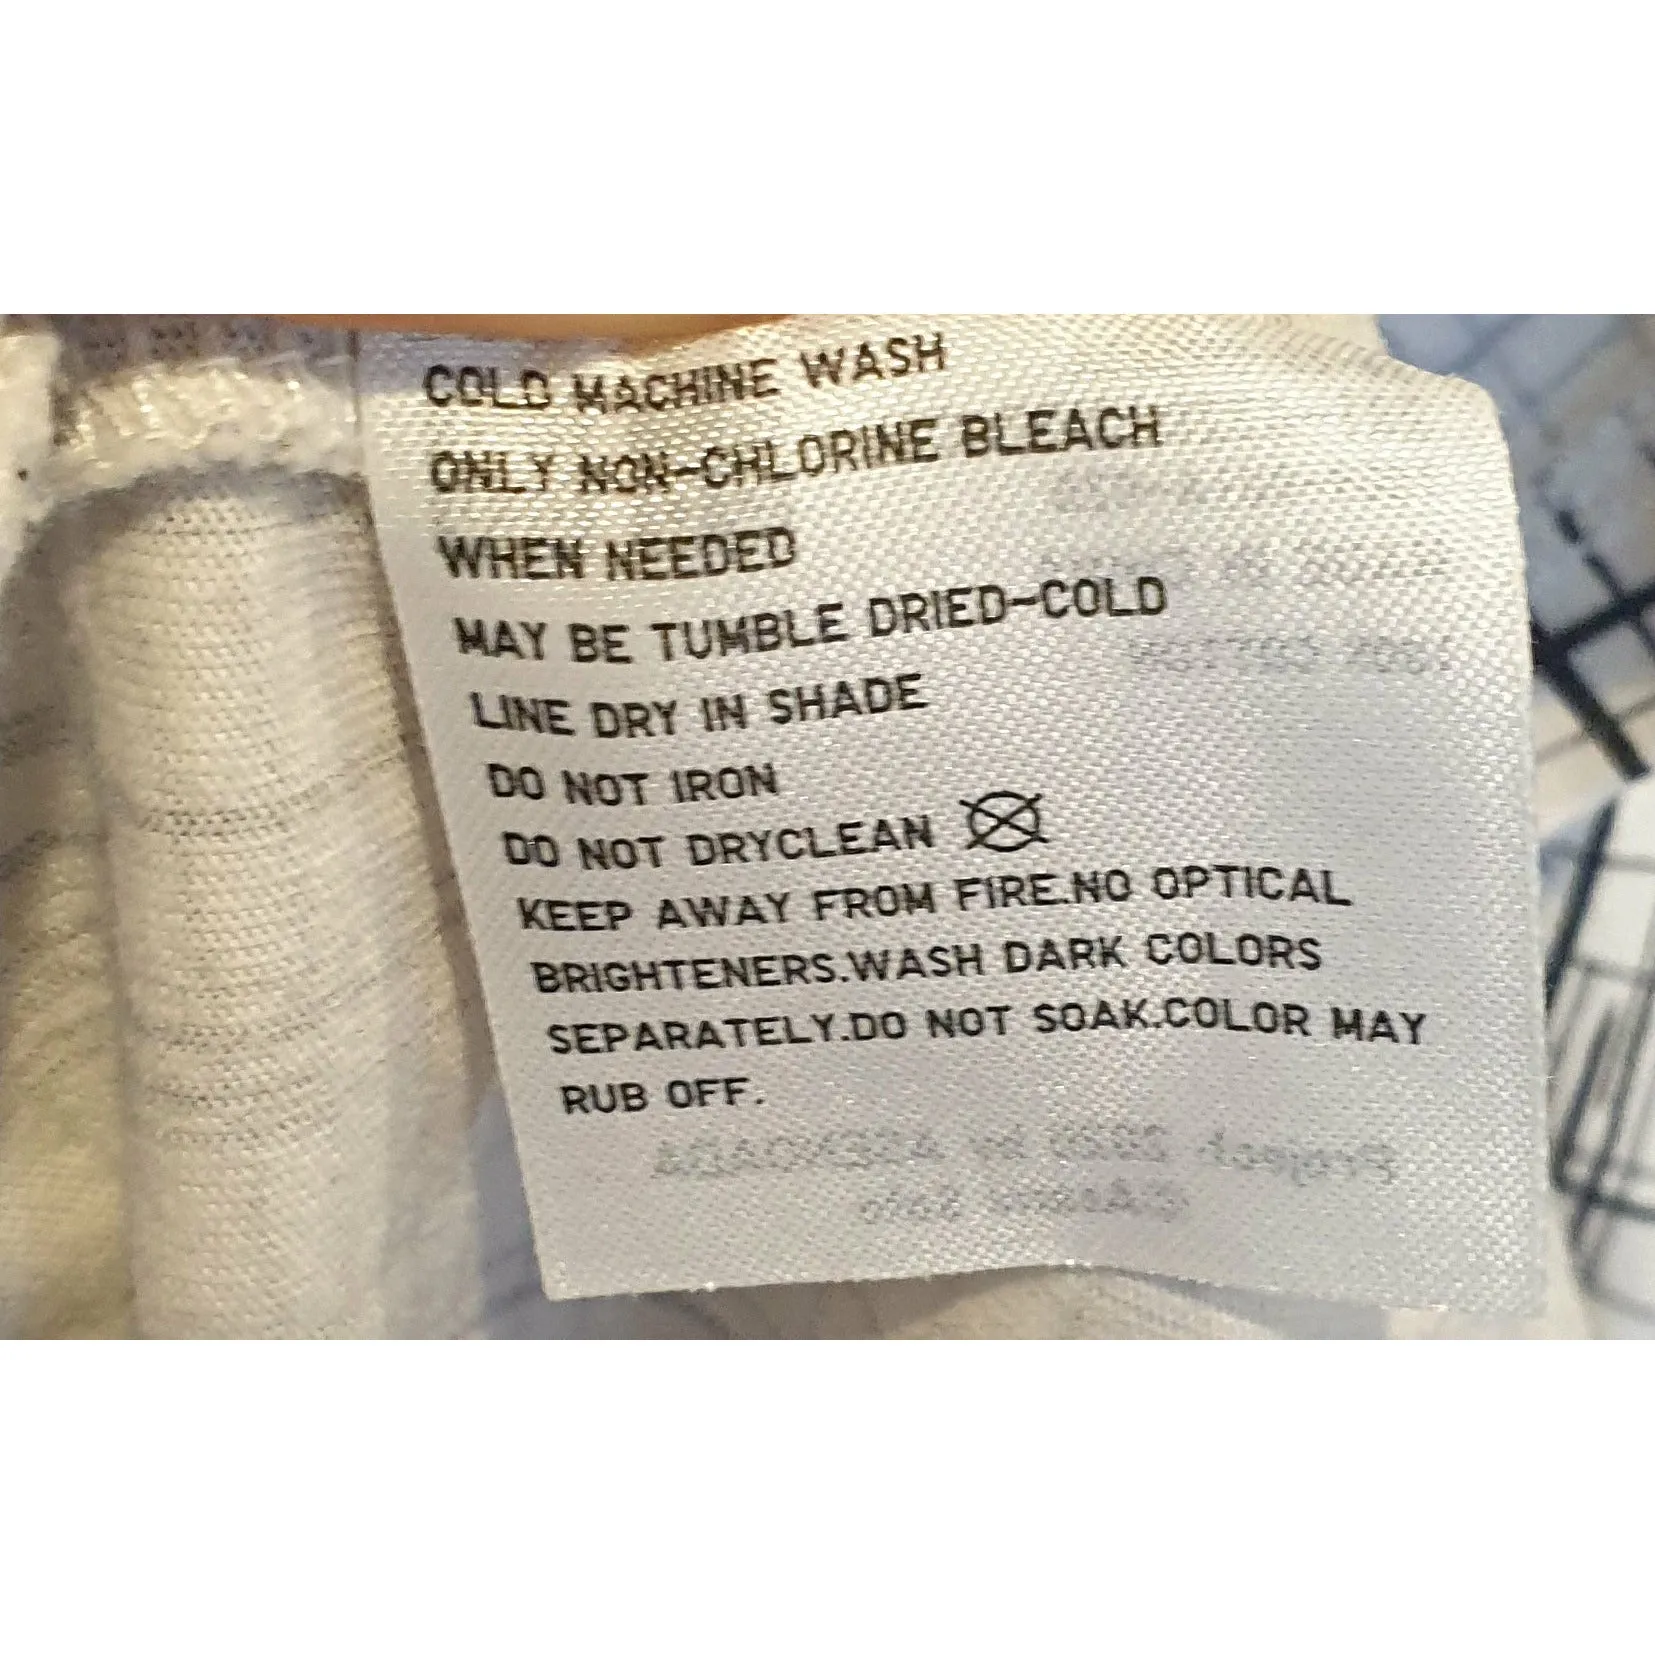 COLD MACHINE WASH
ONLY NON-CHLORINE BLEACH
WHEN NEEDED
MAY BE TUMBLE DRIED-COLD
LINE DRY IN SHADE
DO NOT IRON
DO NOT DRYCLEAN
KEEP AWAY FROM FIRE.NO OPTICAL
BRIGHTENERS.WASH DARK COLORS
SEPARATELY.DO NOT SOAK.COLOR MAY
RUB OFF.